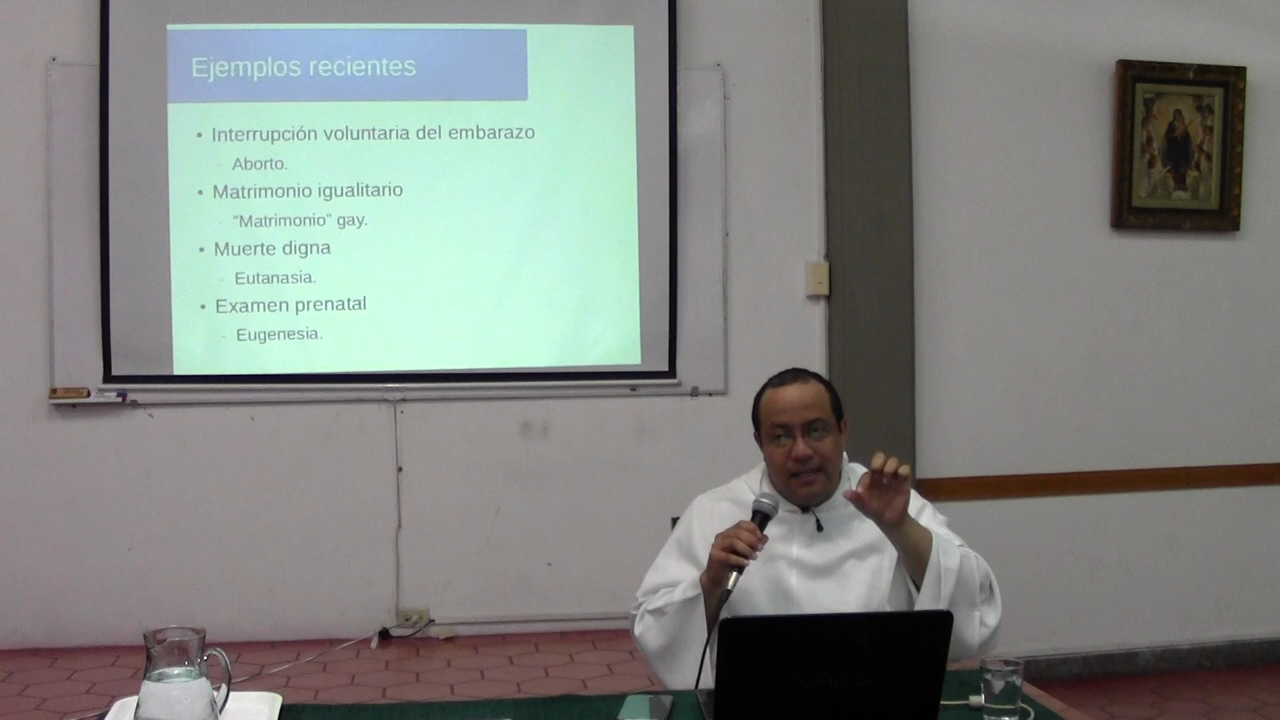 Ejemplos recientes
• Interrupción voluntaria del embarazo
- Aborto.
• Matrimonio igualitario
- "Matrimonio" gay.
• Muerte digna
- Eutanasia.
• Examen prenatal
- Eugenesia.